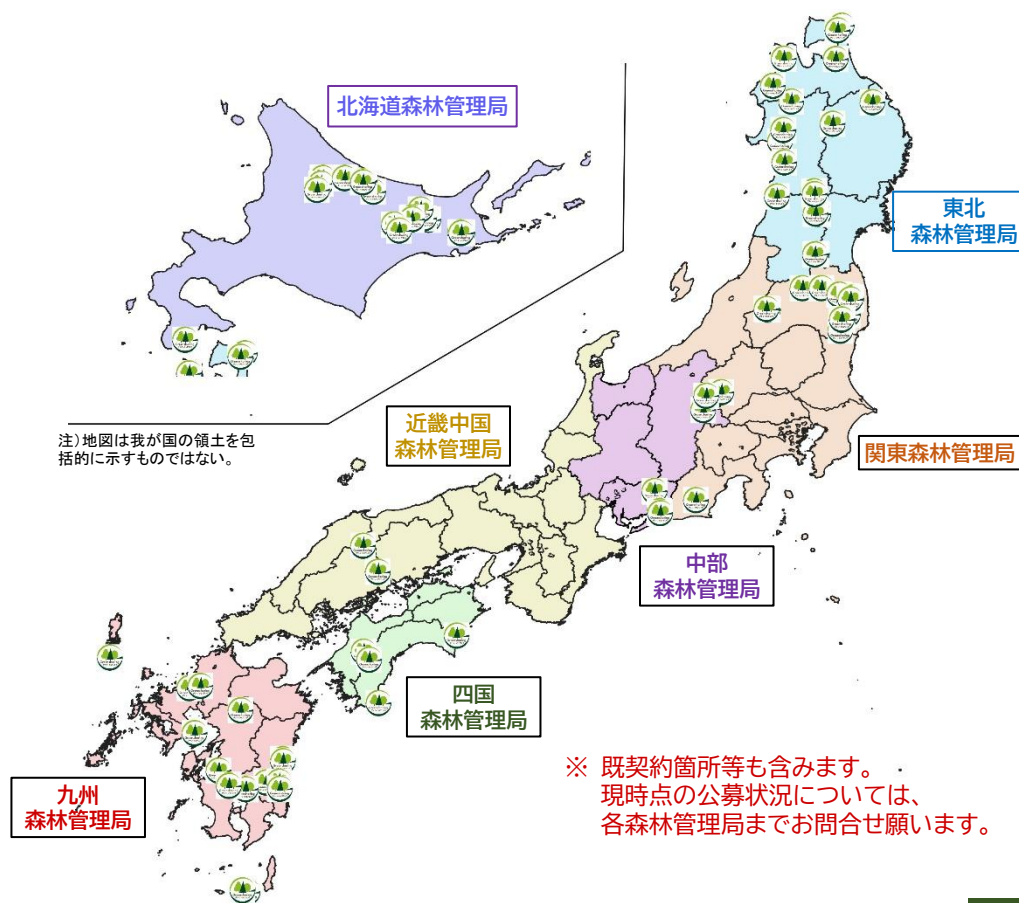 北海道森林管理局
東北
森林管理局
注）地図は我が国の領土を包
括的に示すものではない。
近畿中国
森林管理局
関東森林管理局
中部
森林管理局
四国
森林管理局
九州
森林管理局
※ 既契約箇所等も含みます。
現時点の公募状況については、
各森林管理局までお問合せ願います。